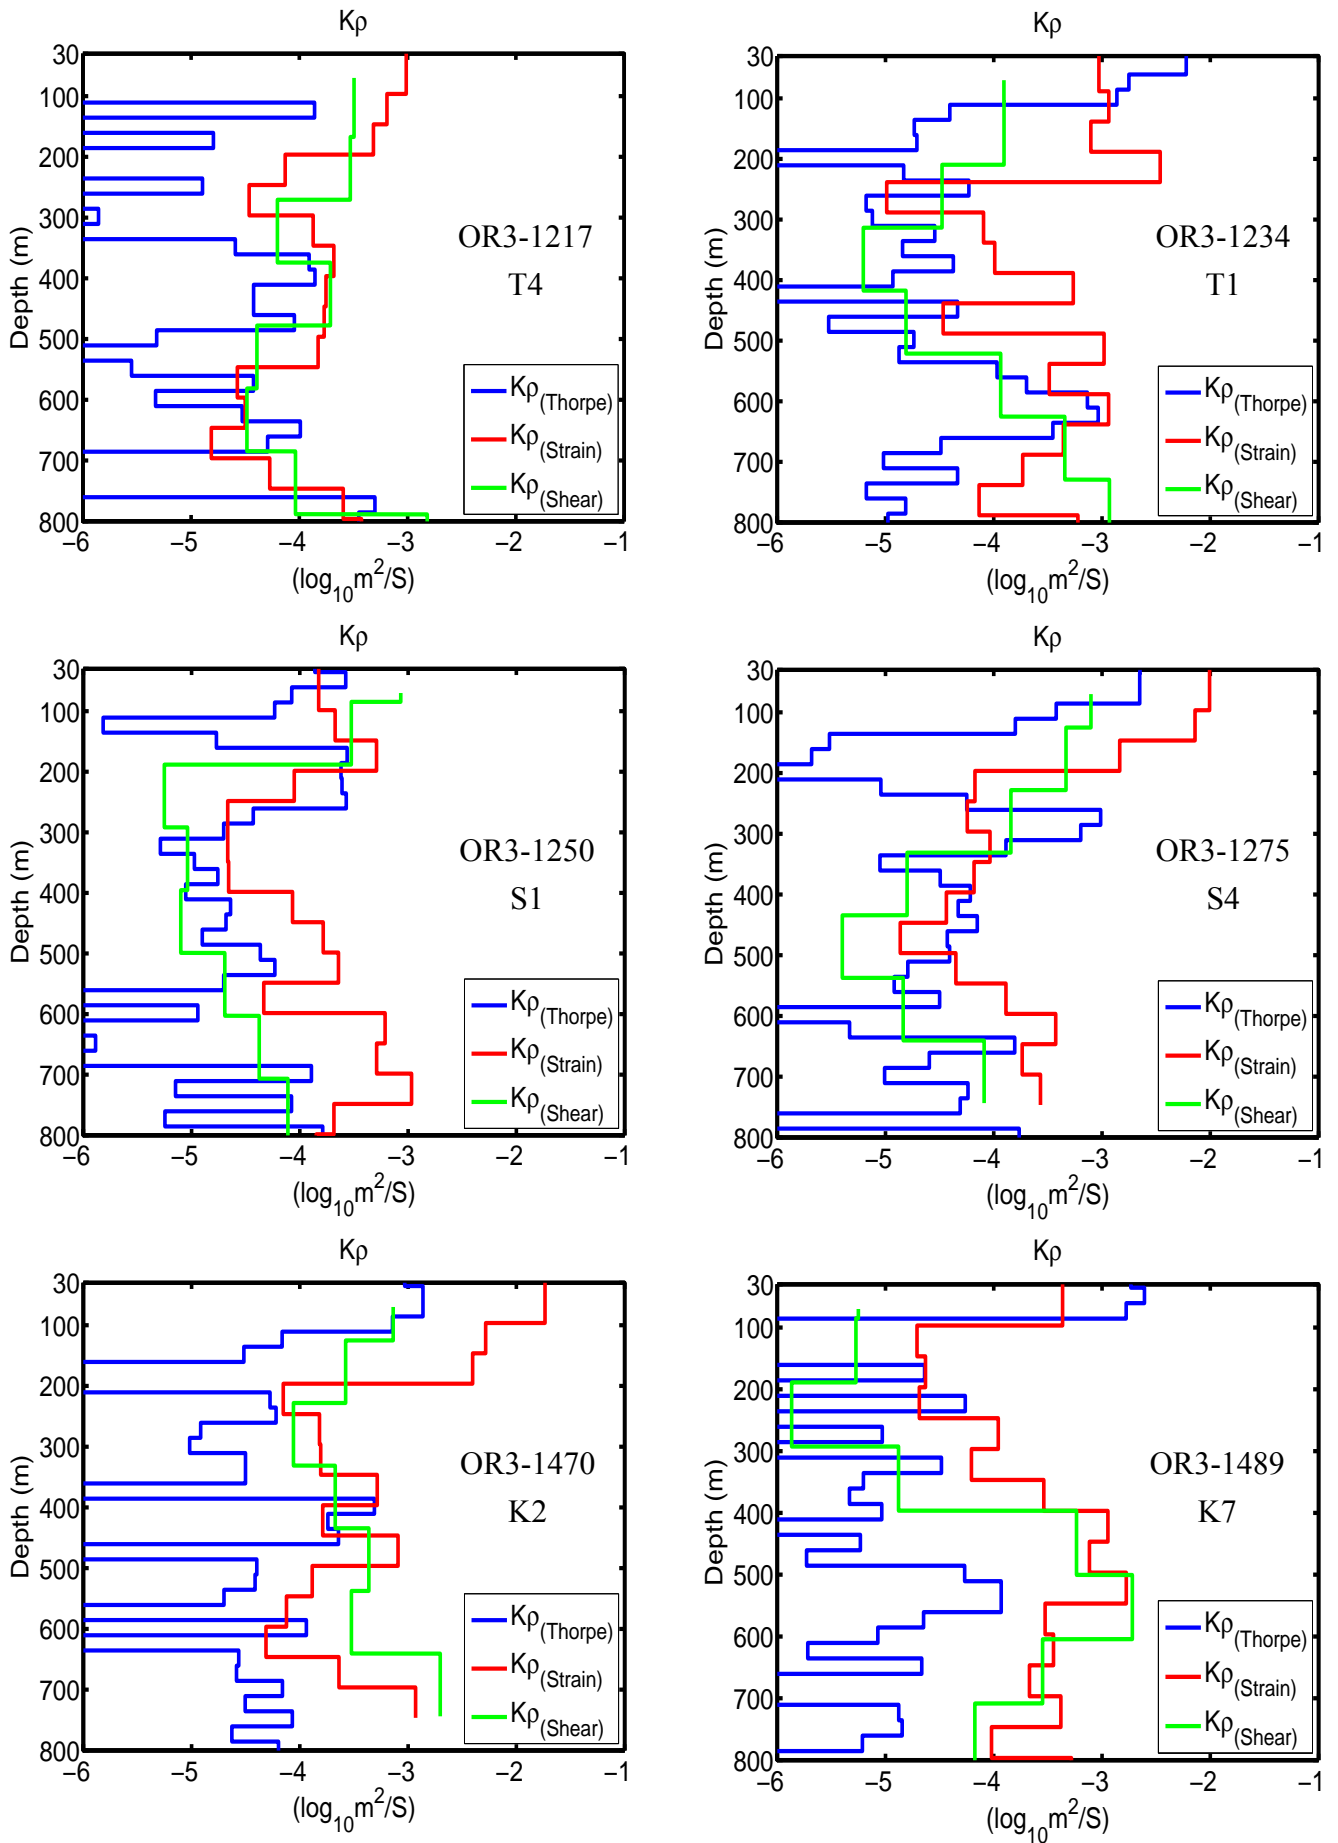 Kρ
30
100
200
300
400
500
600
700
800
Depth (m)
OR3-1217
T4
Kρ(Thorpe)
Kρ(Strain)
Kρ(Shear)
−6 −5 −4 −3 −2 −1
(log10m2/S)
Kρ
30
100
200
300
400
500
600
700
800
Depth (m)
OR3-1234
T1
Kρ(Thorpe)
Kρ(Strain)
Kρ(Shear)
−6 −5 −4 −3 −2 −1
(log10m2/S)
Kρ
30
100
200
300
400
500
600
700
800
Depth (m)
OR3-1250
S1
Kρ(Thorpe)
Kρ(Strain)
Kρ(Shear)
−6 −5 −4 −3 −2 −1
(log10m2/S)
Kρ
30
100
200
300
400
500
600
700
800
Depth (m)
OR3-1275
S4
Kρ(Thorpe)
Kρ(Strain)
Kρ(Shear)
−6 −5 −4 −3 −2 −1
(log10m2/S)
Kρ
30
100
200
300
400
500
600
700
800
Depth (m)
OR3-1470
K2
Kρ(Thorpe)
Kρ(Strain)
Kρ(Shear)
−6 −5 −4 −3 −2 −1
(log10m2/S)
Kρ
30
100
200
300
400
500
600
700
800
Depth (m)
OR3-1489
K7
Kρ(Thorpe)
Kρ(Strain)
Kρ(Shear)
−6 −5 −4 −3 −2 −1
(log10m2/S)